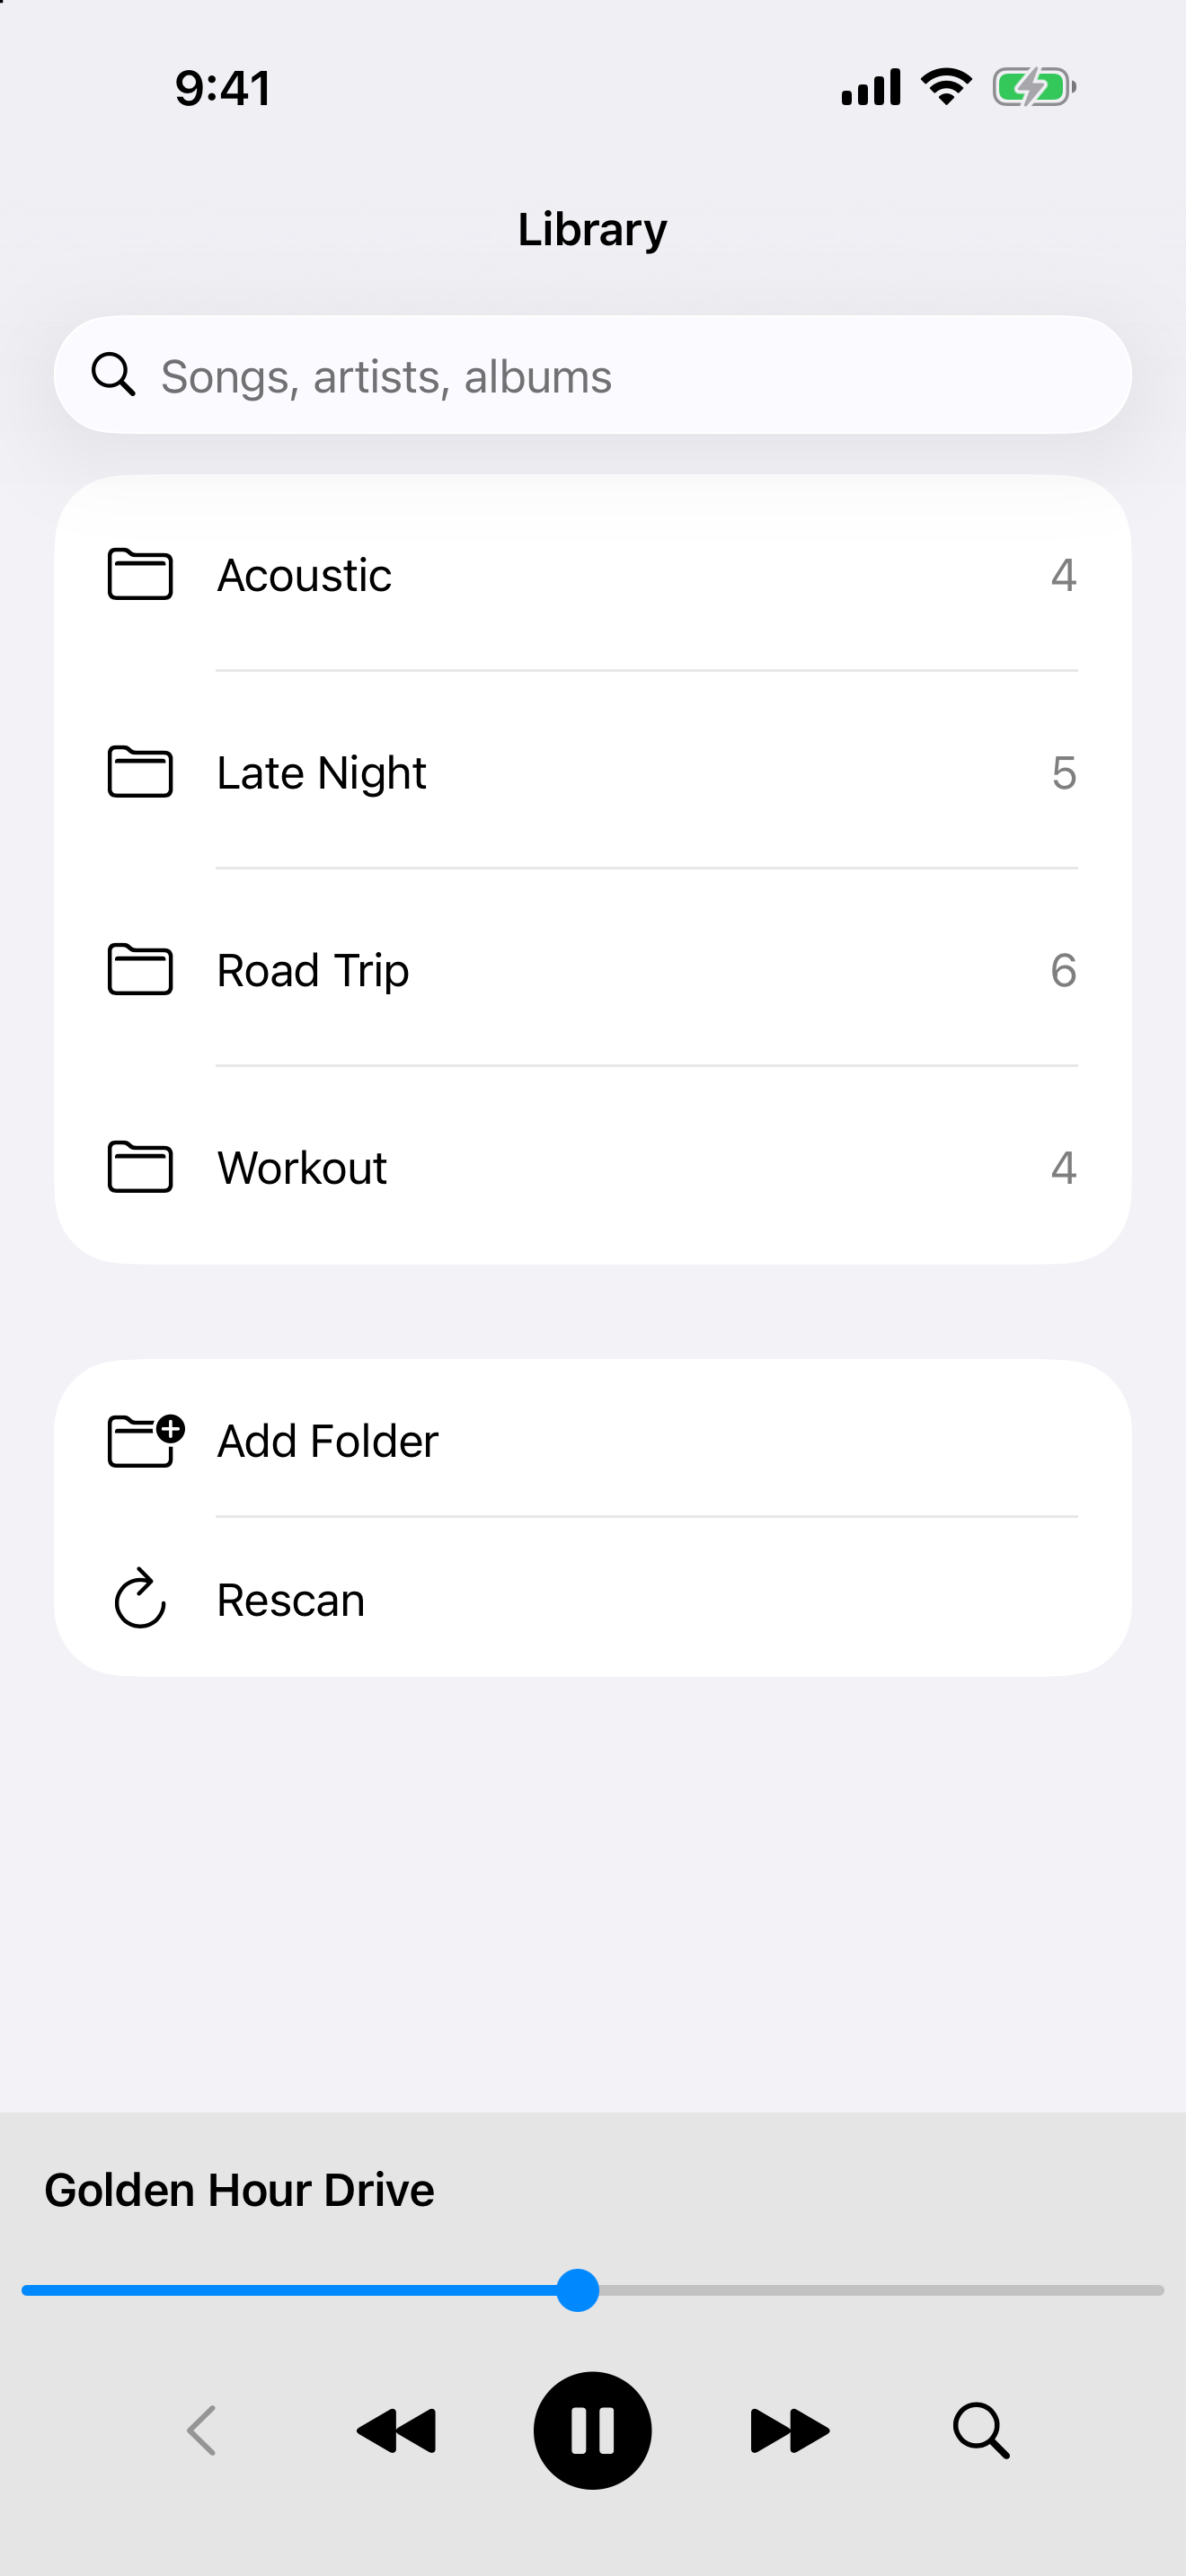 9:41
Library
Songs, artists, albums
Acoustic 4
Late Night 5
Road Trip 6
Workout 4
Add Folder
Rescan
Golden Hour Drive